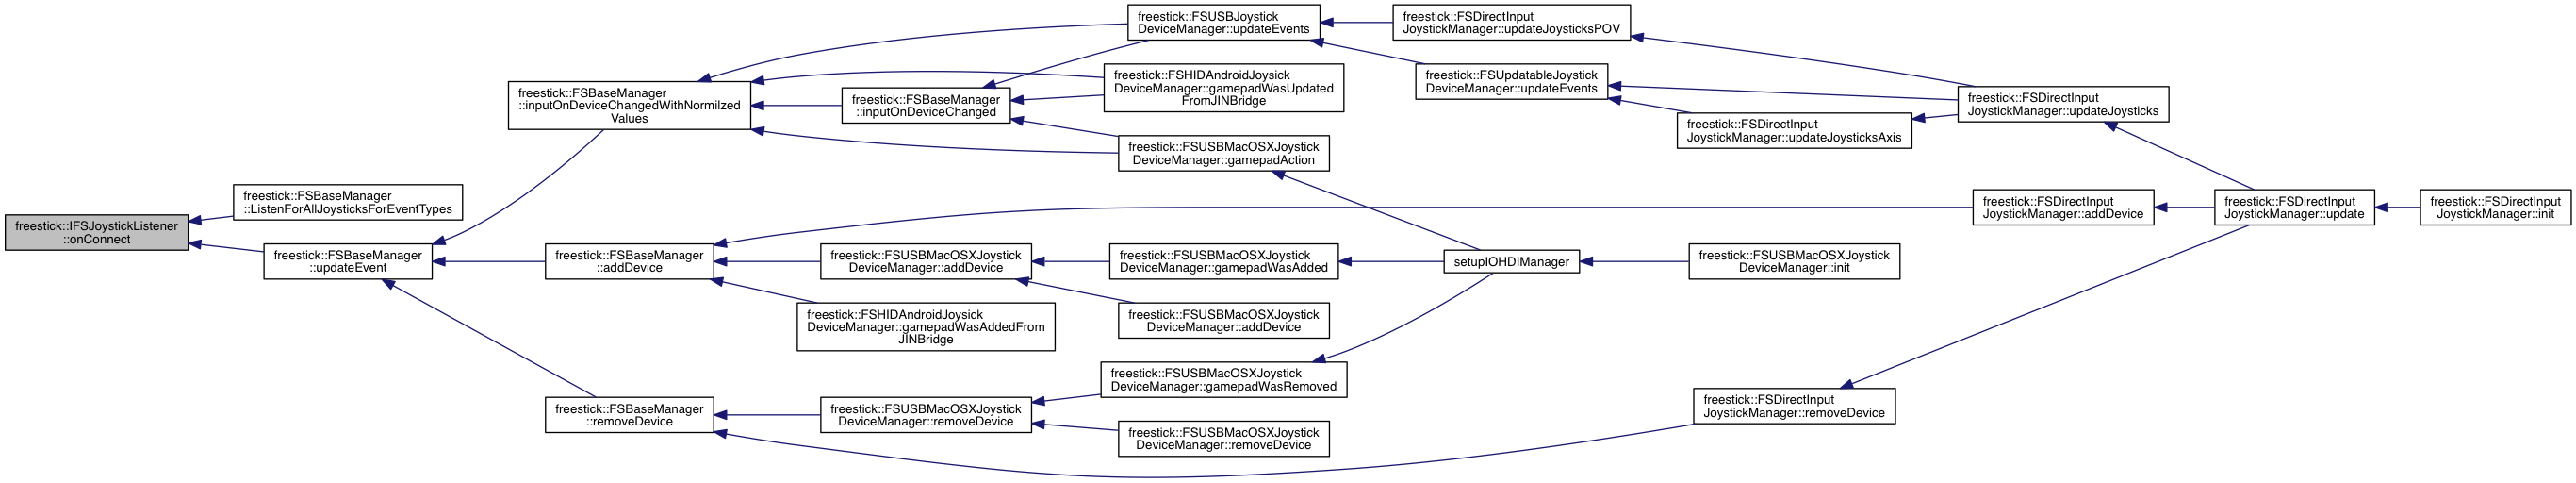 freestick::IFSJoystickListener
::onConnect
freestick::FSBaseManager
::ListenForAllJoysticksForEventTypes
freestick::FSBaseManager
::updateEvent
freestick::FSBaseManager
::inputOnDeviceChangedWithNormilzed
Values
freestick::FSBaseManager
::addDevice
freestick::FSBaseManager
::removeDevice
freestick::FSBaseManager
::inputOnDeviceChanged
freestick::FSUSBMacOSXJoystick
DeviceManager::addDevice
freestick::FSHIDAndroidJoysick
DeviceManager::gamepadWasAddedFrom
JINBridge
freestick::FSUSBMacOSXJoystick
DeviceManager::removeDevice
freestick::FSUSBJoystick
DeviceManager::updateEvents
freestick::FSHIDAndroidJoysick
DeviceManager::gamepadWasUpdated
FromJINBridge
freestick::FSUSBMacOSXJoystick
DeviceManager::gamepadAction
freestick::FSUSBMacOSXJoystick
DeviceManager::gamepadWasAdded
freestick::FSUSBMacOSXJoystick
DeviceManager::addDevice
freestick::FSUSBMacOSXJoystick
DeviceManager::gamepadWasRemoved
freestick::FSUSBMacOSXJoystick
DeviceManager::removeDevice
freestick::FSDirectInput
JoystickManager::updateJoysticksPOV
freestick::FSUpdatableJoystick
DeviceManager::updateEvents
setupIOHDIManager
freestick::FSDirectInput
JoystickManager::updateJoysticksAxis
freestick::FSUSBMacOSXJoystick
DeviceManager::init
freestick::FSDirectInput
JoystickManager::removeDevice
freestick::FSDirectInput
JoystickManager::updateJoysticks
freestick::FSDirectInput
JoystickManager::addDevice
freestick::FSDirectInput
JoystickManager::update
freestick::FSDirectInput
JoystickManager::init